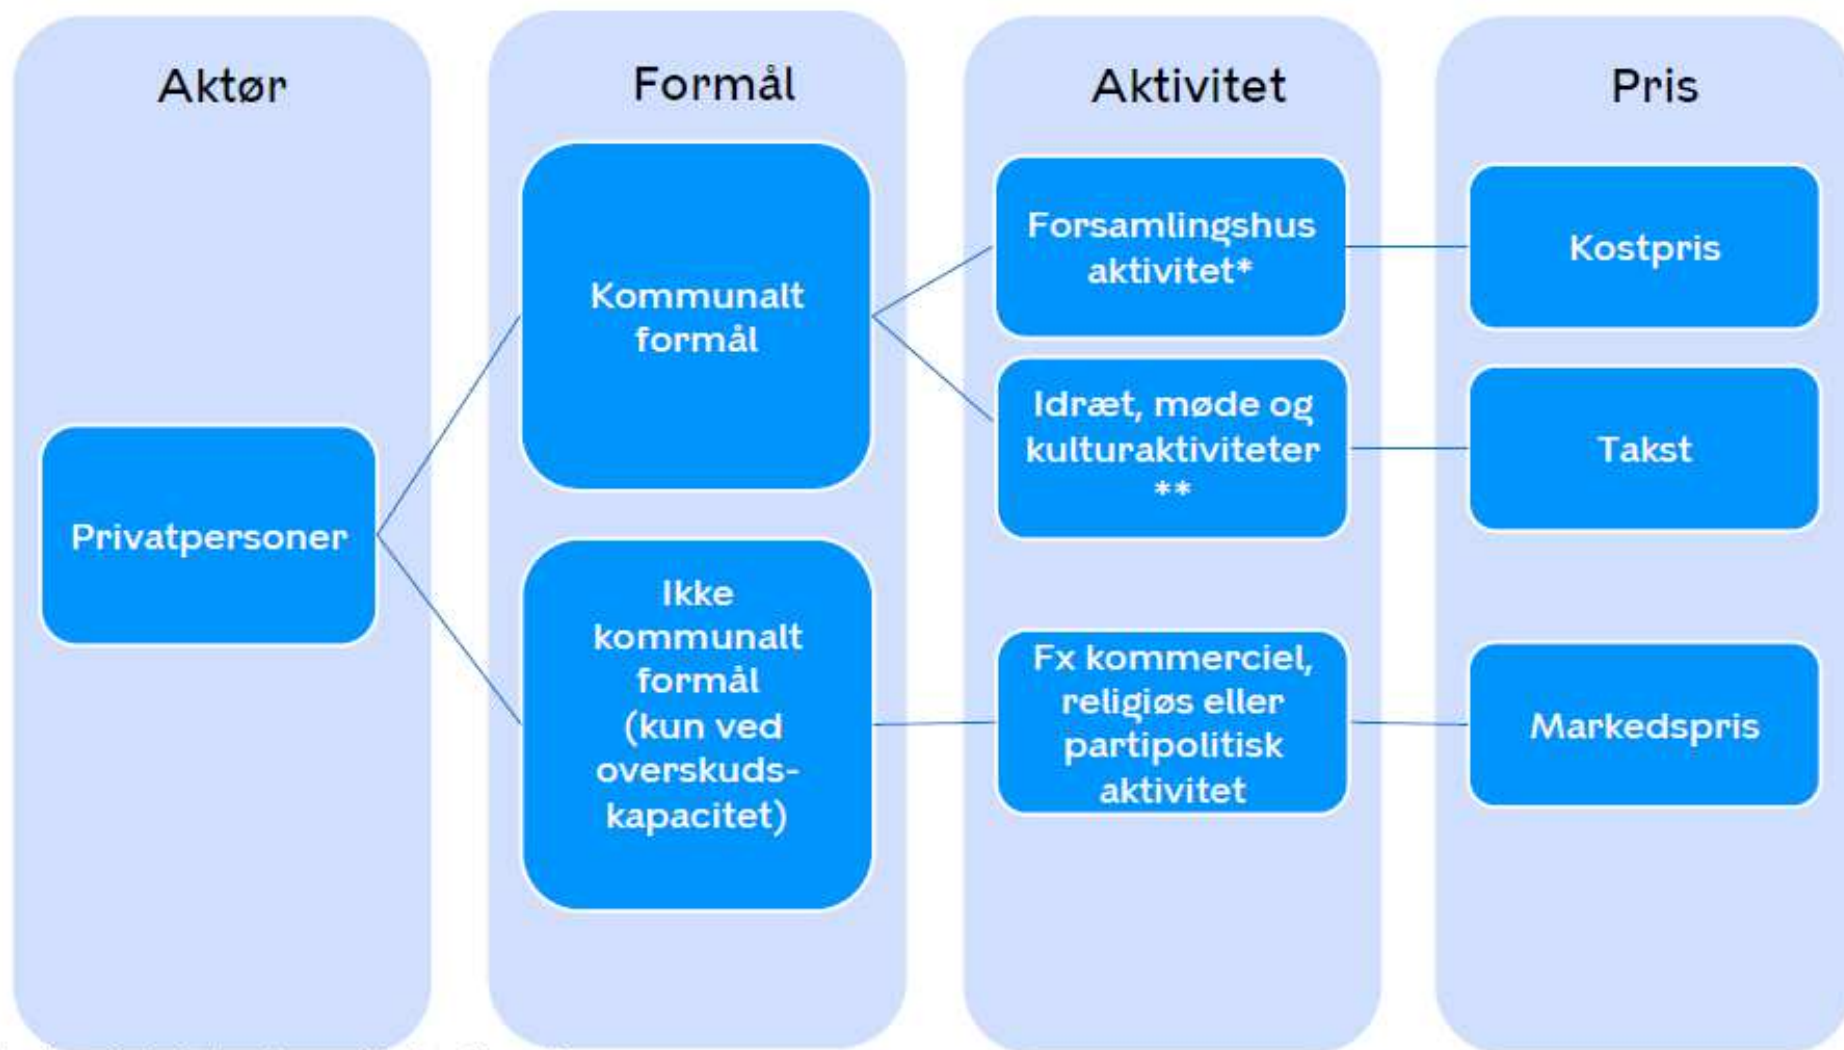 Aktør
Formål
Aktivitet
Pris
Privatpersoner
Kommunalt
formål
Ikke
kommunalt
formål
(kun ved
overskuds-
kapacitet)
Forsamlingshus
aktivitet*
Idræt, møde og
kulturaktiviteter
**
Fx kommerciel,
religiøs eller
partipolitisk
aktivitet
Kostpris
Takst
Markedspris